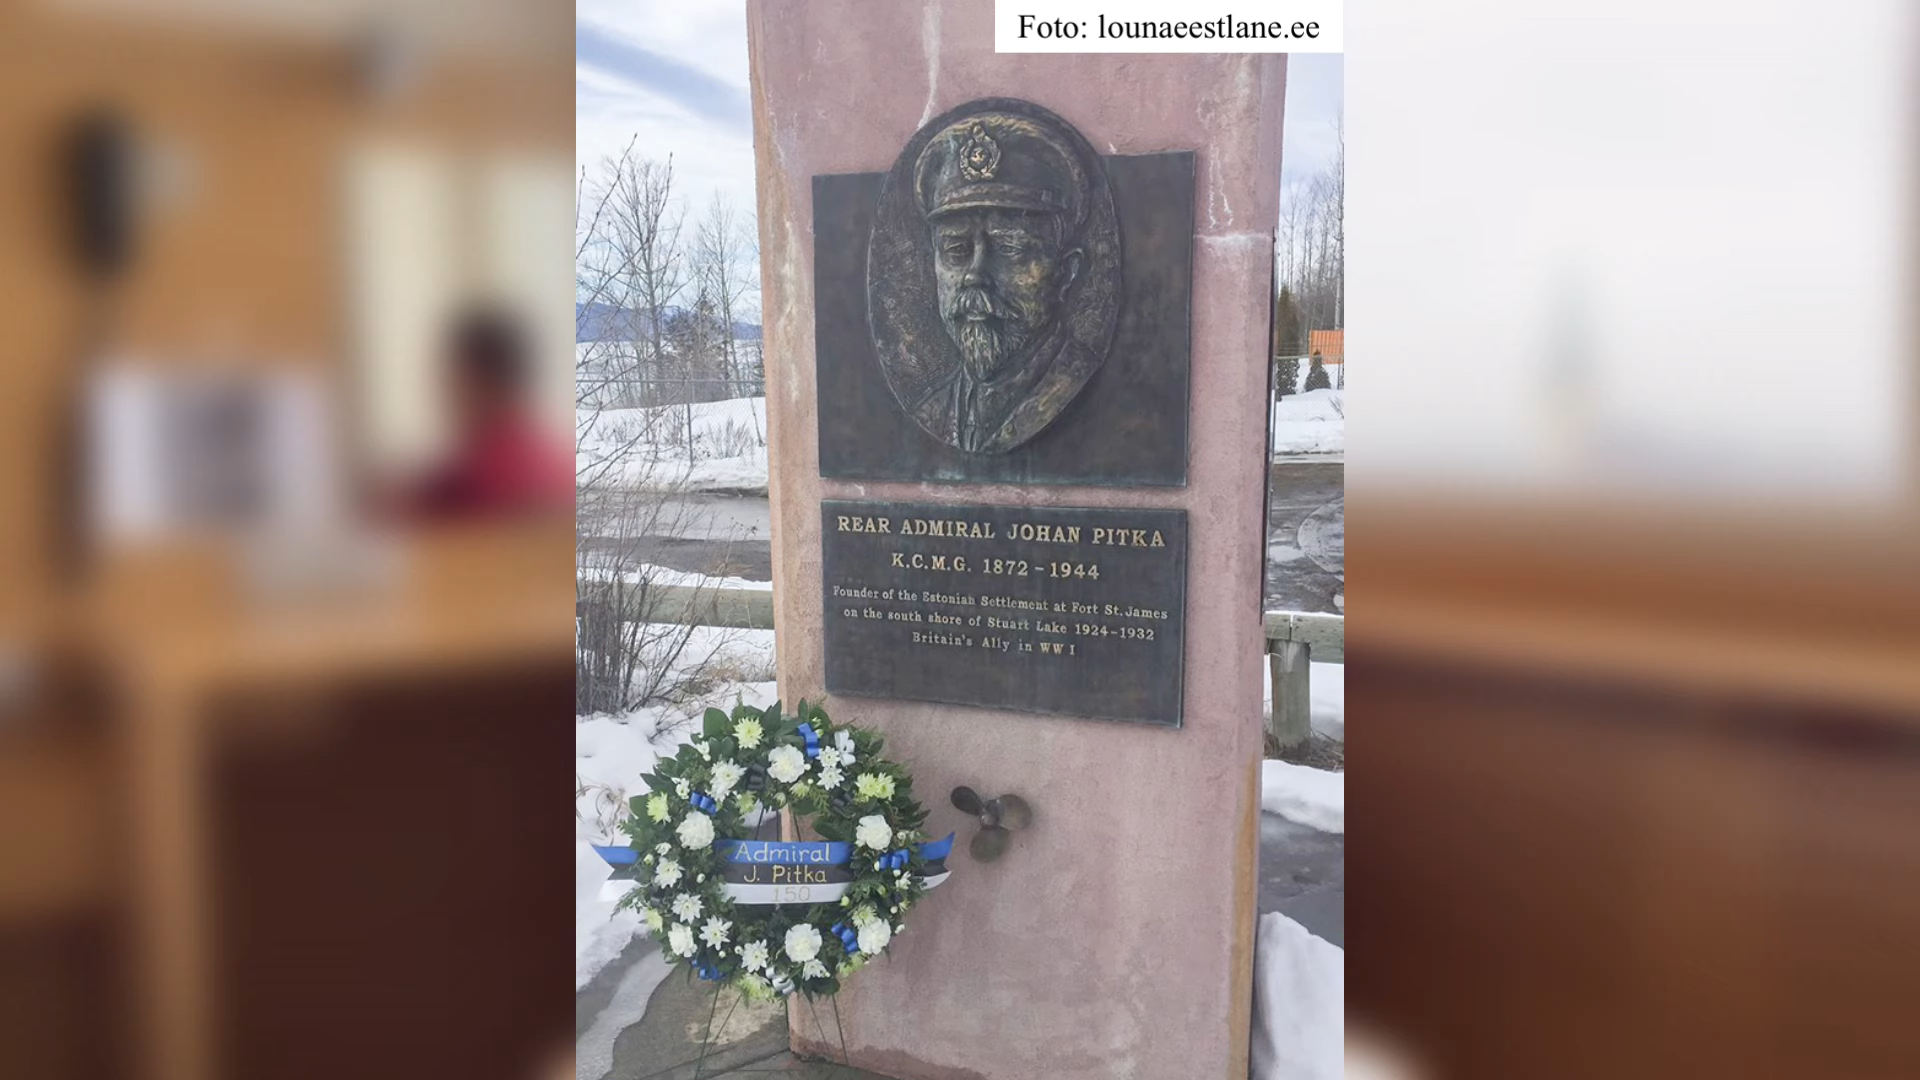 Foto: lounaeestlane.ee
REAR ADMIRAL JOHAN PITKA
K.C.M.G. 1872 - 1944
Founder of the Estonian Settlement at Fort St. James
on the south shore of Stuart Lake 1924-1932
Britain's Ally in WW I
Admiral
J. Pitka
150